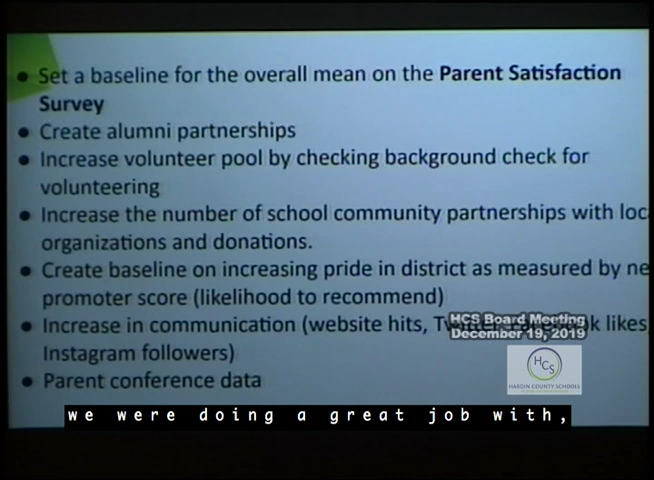 • Set a baseline for the overall mean on the Parent Satisfaction
Survey
• Create alumni partnerships
• Increase volunteer pool by checking background check for
volunteering
• Increase the number of school community partnerships with loc
organizations and donations.
• Create baseline on increasing pride in district as measured by ne
promoter score (likelihood to recommend)
• Increase in communication (website hits, likes
Instagram followers)
• Parent conference data
HCS Board Meeting
December 19, 2019
HCS
HARDIN COUNTY SCHOOLS
we were doing a great job with,